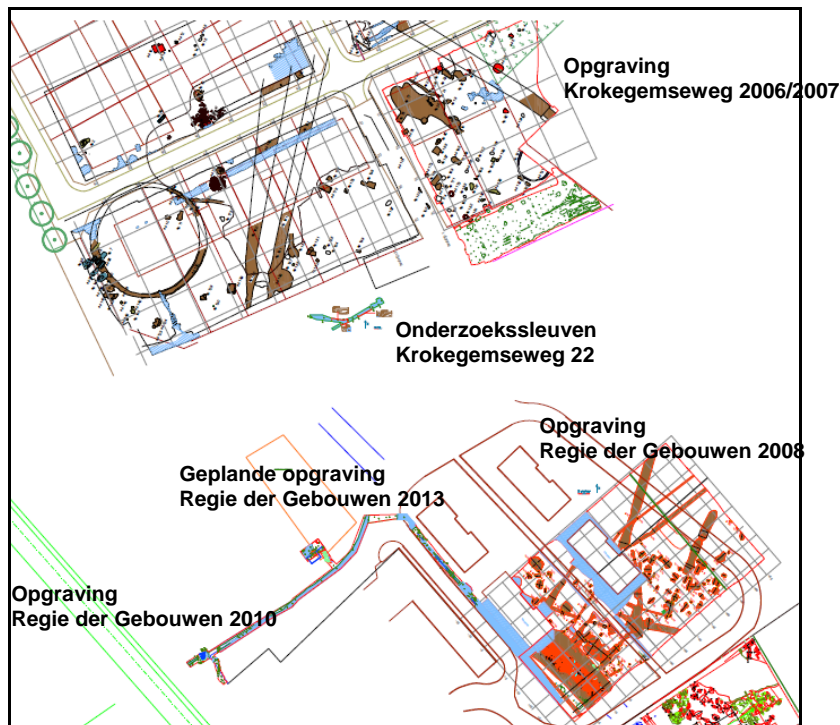 Opgraving
Krokegemseweg 2006/2007
Onderzoekssleuven
Krokegemseweg 22
Opgraving
Regie der Gebouwen 2008
Geplande opgraving
Regie der Gebouwen 2013
Opgraving
Regie der Gebouwen 2010